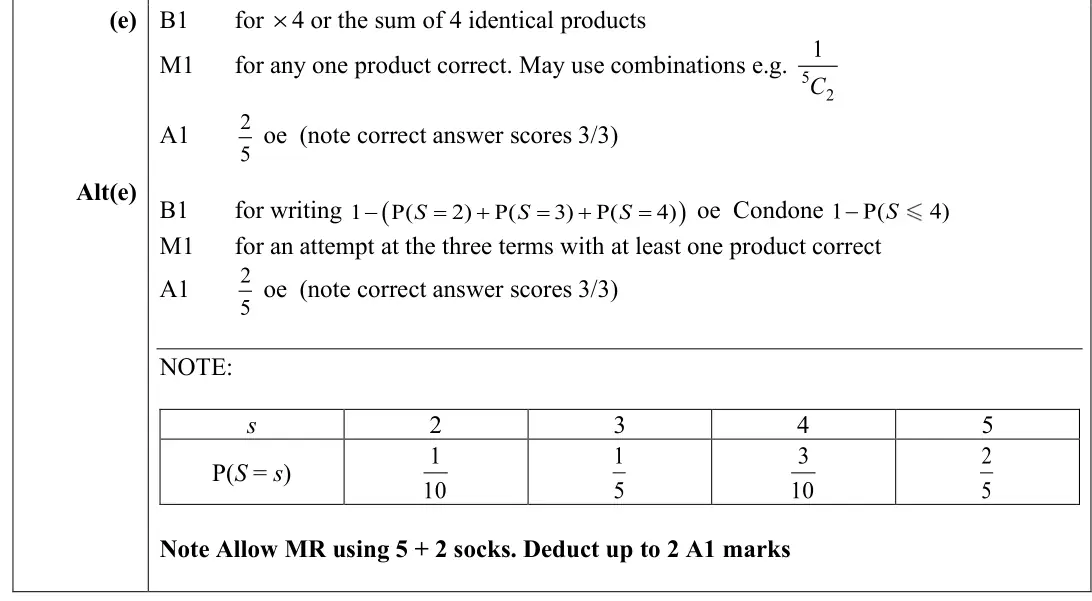 (e) B1 for × 4 or the sum of 4 identical products
M1 for any one product correct. May use combinations e.g. 1/⁵C₂
A1 2/5 oe (note correct answer scores 3/3)
Alt(e)
B1 for writing 1−(P(S = 2) + P(S = 3) + P(S = 4)) oe Condone 1 − P(S ⩽ 4)
M1 for an attempt at the three terms with at least one product correct
A1 2/5 oe (note correct answer scores 3/3)
NOTE:
s 2 3 4 5
P(S = s) 1/10 1/5 3/10 2/5
Note Allow MR using 5 + 2 socks. Deduct up to 2 A1 marks